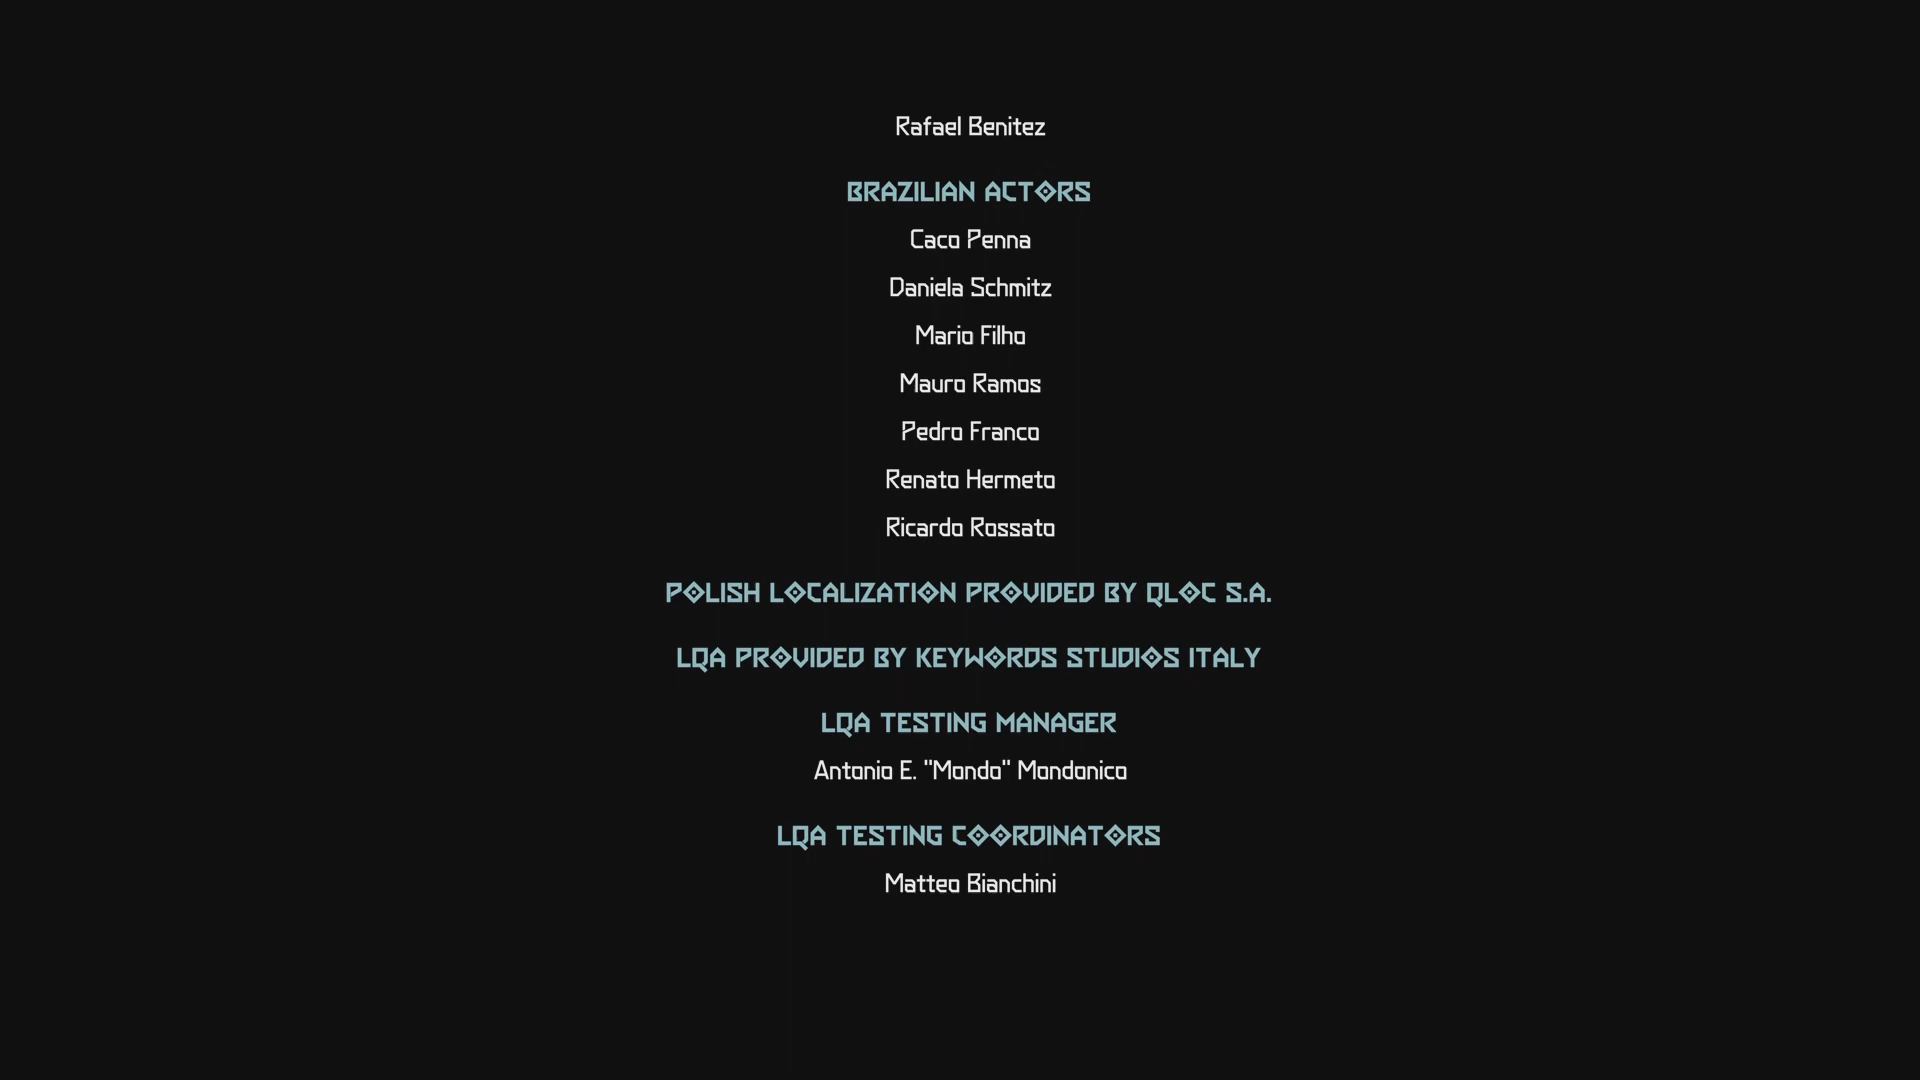 Rafael Benitez
BRAZILIAN ACTORS
Caco Penna
Daniela Schmitz
Mario Filho
Mauro Ramos
Pedro Franco
Renato Hermeto
Ricardo Rossato
POLISH LOCALIZATION PROVIDED BY QLOC S.A.
LQA PROVIDED BY KEYWORDS STUDIOS ITALY
LQA TESTING MANAGER
Antonio E. "Mondo" Mondonico
LQA TESTING COORDINATORS
Matteo Bianchini